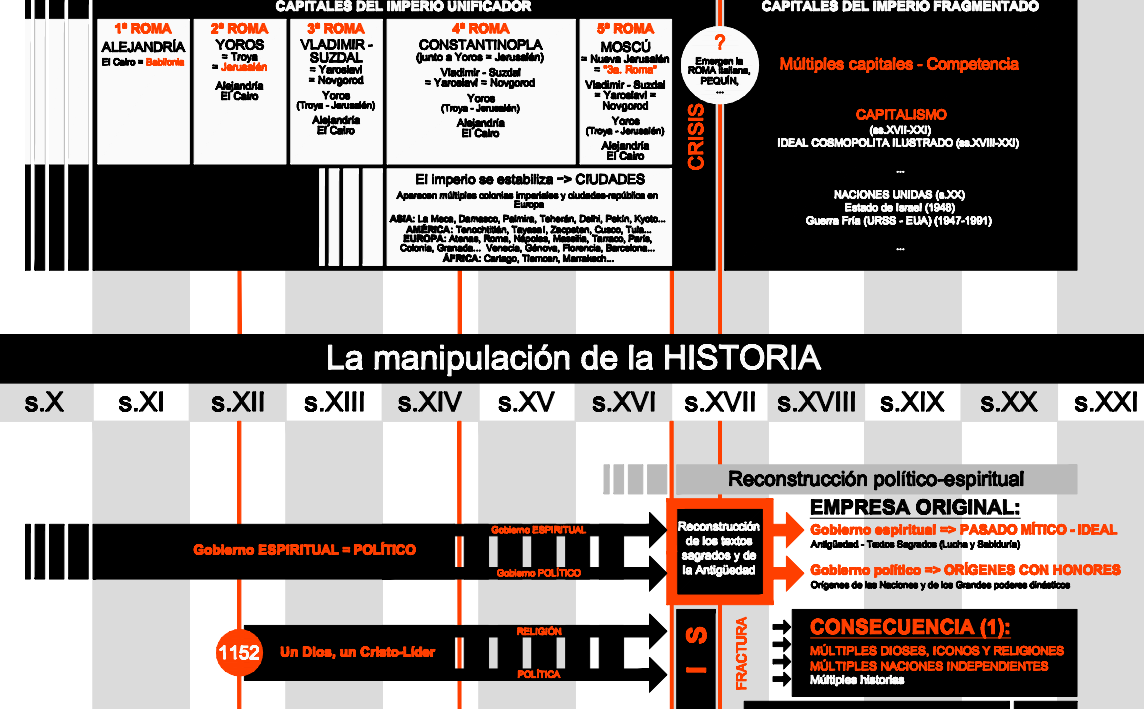 CAPITALES DEL IMPERIO UNIFICADOR
CAPITALES DEL IMPERIO FRAGMENTADO
1ª ROMA
ALEJANDRÍA
El Cairo = Babilonia
2ª ROMA
YOROS
= Troya
= Jerusalén
Alejandría
El Cairo
3ª ROMA
VLADIMIR -
SUZDAL
= Yaroslavl
= Novgorod
Yoros
(Troya - Jerusalén)
Alejandría
El Cairo
4ª ROMA
CONSTANTINOPLA
(junto a Yoros = Jerusalén)
Vladimir - Suzdal
= Yaroslavl = Novgorod
Yoros
(Troya - Jerusalén)
Alejandría
El Cairo
5ª ROMA
MOSCÚ
= Nueva Jerusalén
= "3a. Roma"
Vladimir - Suzdal
= Yaroslavl =
Novgorod
Yoros
(Troya - Jerusalén)
Alejandría
El Cairo
?
Emergen la
ROMA italiana,
PEQUÍN,
...
CRISIS
Múltiples capitales - Competencia
CAPITALISMO
(ss.XVII-XXI)
IDEAL COSMOPOLITA ILUSTRADO (ss.XVIII-XXI)
...
NACIONES UNIDAS (s.XX)
Estado de Israel (1948)
Guerra Fría (URSS - EUA) (1947-1991)
...
El imperio se estabiliza => CIUDADES
Aparecen múltiples colonias imperiales y ciudades-república en
Europa
ASIA: La Meca, Damasco, Palmira, Teherán, Delhi, Pekín, Kyoto...
AMÉRICA: Tenochtitlán, Tayasal, Zacpeten, Cusco, Tula...
EUROPA: Atenas, Roma, Nápoles, Massilia, Tarraco, París,
Colonia, Granada... Venecia, Génova, Florencia, Barcelona...
ÁFRICA: Cartago, Tlemcen, Marrakech...
La manipulación de la HISTORIA
s.X s.XI s.XII s.XIII s.XIV s.XV s.XVI s.XVII s.XVIII s.XIX s.XX s.XXI
Reconstrucción político-espiritual
Gobierno ESPIRITUAL = POLÍTICO
Gobierno ESPIRITUAL
Gobierno POLÍTICO
Reconstrucción
de los textos
sagrados y de
la Antigüedad
EMPRESA ORIGINAL:
Gobierno espiritual => PASADO MÍTICO - IDEAL
Antigüedad - Textos Sagrados (Lucha y Sabiduría)
Gobierno político => ORÍGENES CON HONORES
Orígenes de las Naciones y de los Grandes poderes dinásticos
1152
Un Dios, un Cristo-Líder
RELIGIÓN
POLÍTICA
I S
FRACTURA
CONSECUENCIA (1):
MÚLTIPLES DIOSES, ICONOS Y RELIGIONES
MÚLTIPLES NACIONES INDEPENDIENTES
Múltiples historias